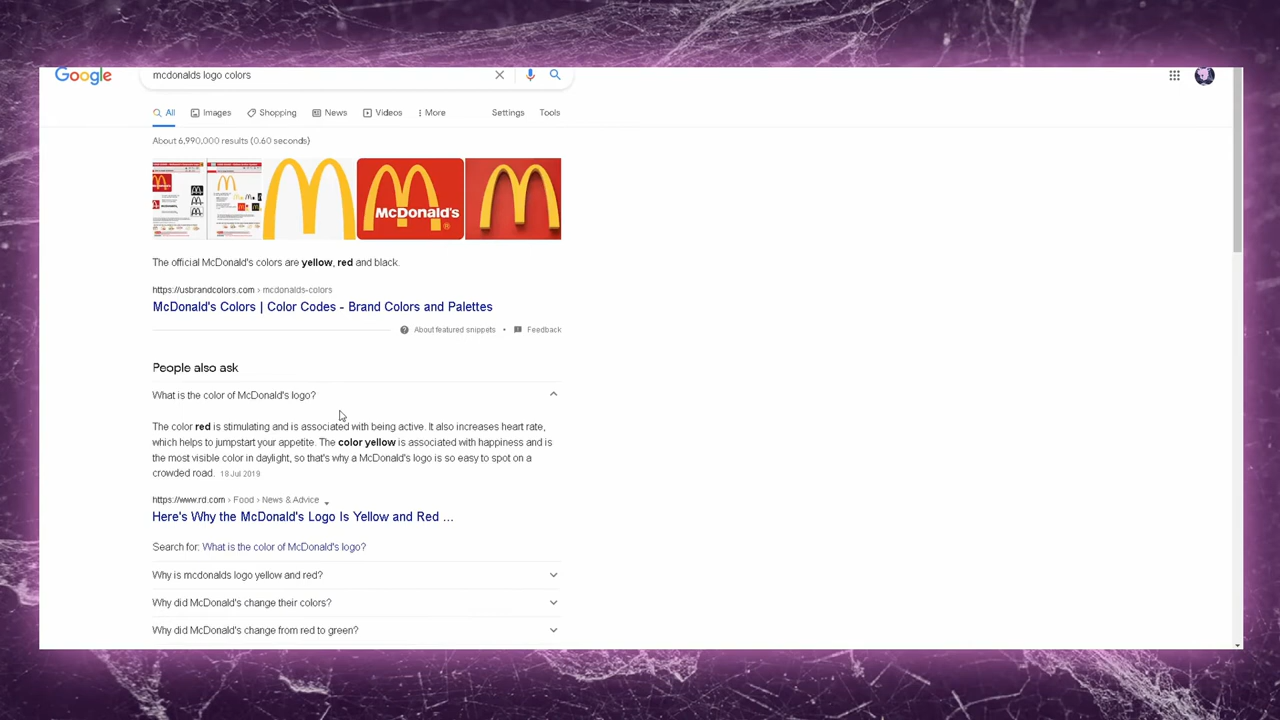 Google
mcdonalds logo colors
All Images Shopping News Videos More Settings Tools
About 6,990,000 results (0.60 seconds)
McDonald's
The official McDonald's colors are yellow, red and black.
https://usbrandcolors.com › mcdonalds-colors
McDonald's Colors | Color Codes - Brand Colors and Palettes
About featured snippets • Feedback
People also ask
What is the color of McDonald's logo?
The color red is stimulating and is associated with being active. It also increases heart rate,
which helps to jumpstart your appetite. The color yellow is associated with happiness and is
the most visible color in daylight, so that's why a McDonald's logo is so easy to spot on a
crowded road. 18 Jul 2019
https://www.rd.com › Food › News & Advice
Here's Why the McDonald's Logo Is Yellow and Red ...
Search for: What is the color of McDonald's logo?
Why is mcdonalds logo yellow and red?
Why did McDonald's change their colors?
Why did McDonald's change from red to green?